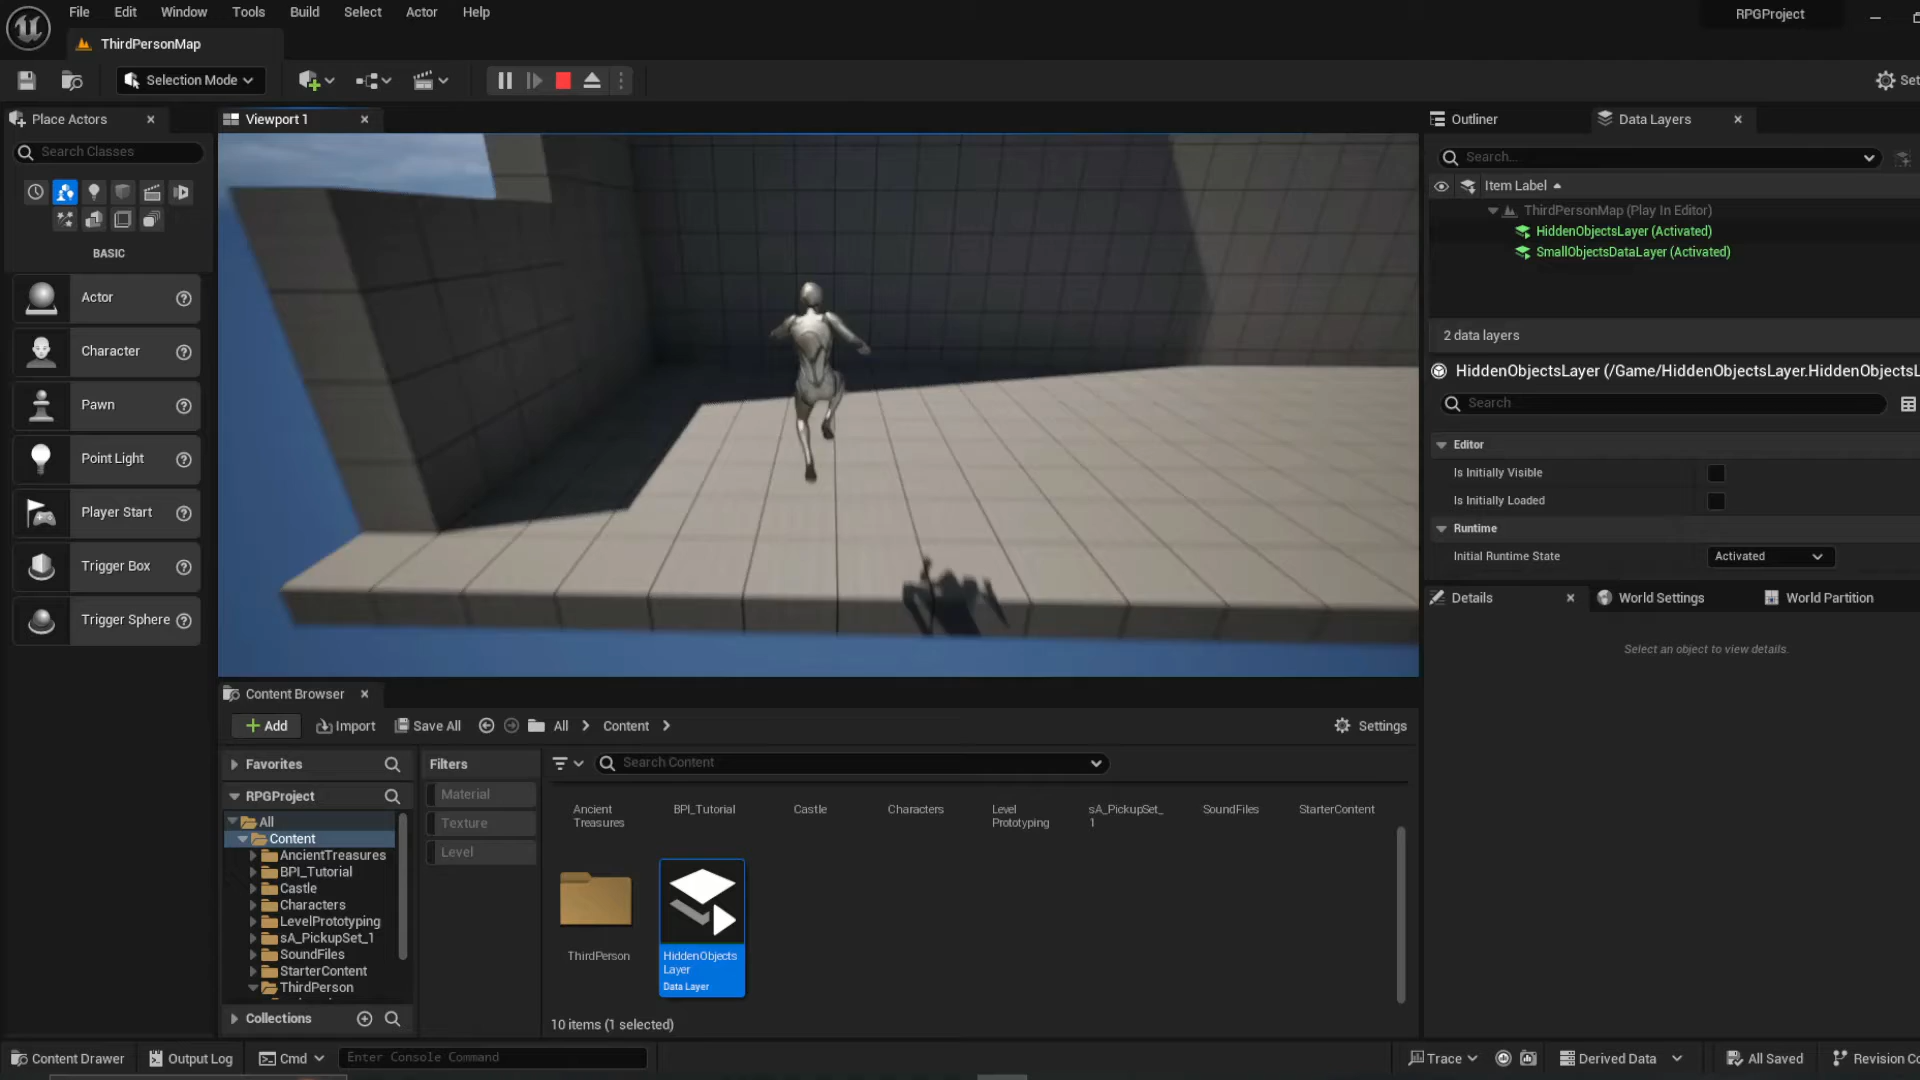 File Edit Window Tools Build Select Actor Help
RPGProject
ThirdPersonMap
Selection Mode
Place Actors
Viewport 1
Outliner
Data Layers
Search Classes
Search...
Item Label
ThirdPersonMap (Play In Editor)
HiddenObjectsLayer (Activated)
SmallObjectsDataLayer (Activated)
BASIC
Actor
Character
Pawn
Point Light
Player Start
Trigger Box
Trigger Sphere
2 data layers
HiddenObjectsLayer (/Game/HiddenObjectsLayer.HiddenObjectsL
Search
Editor
Is Initially Visible
Is Initially Loaded
Runtime
Initial Runtime State
Activated
Details
World Settings
World Partition
Select an object to view details.
Content Browser
Add
Import
Save All
All
Content
Settings
Favorites
Filters
Search Content
RPGProject
Material
Texture
Level
All
Content
AncientTreasures
BPI_Tutorial
Castle
Characters
LevelPrototyping
sA_PickupSet_1
SoundFiles
StarterContent
ThirdPerson
Collections
Ancient
Treasures
BPI_Tutorial
Castle
Characters
Level
Prototyping
sA_PickupSet_
1
SoundFiles
StarterContent
ThirdPerson
HiddenObjects
Layer
Data Layer
10 items (1 selected)
Content Drawer
Output Log
Cmd
Enter Console Command
Trace
Derived Data
All Saved